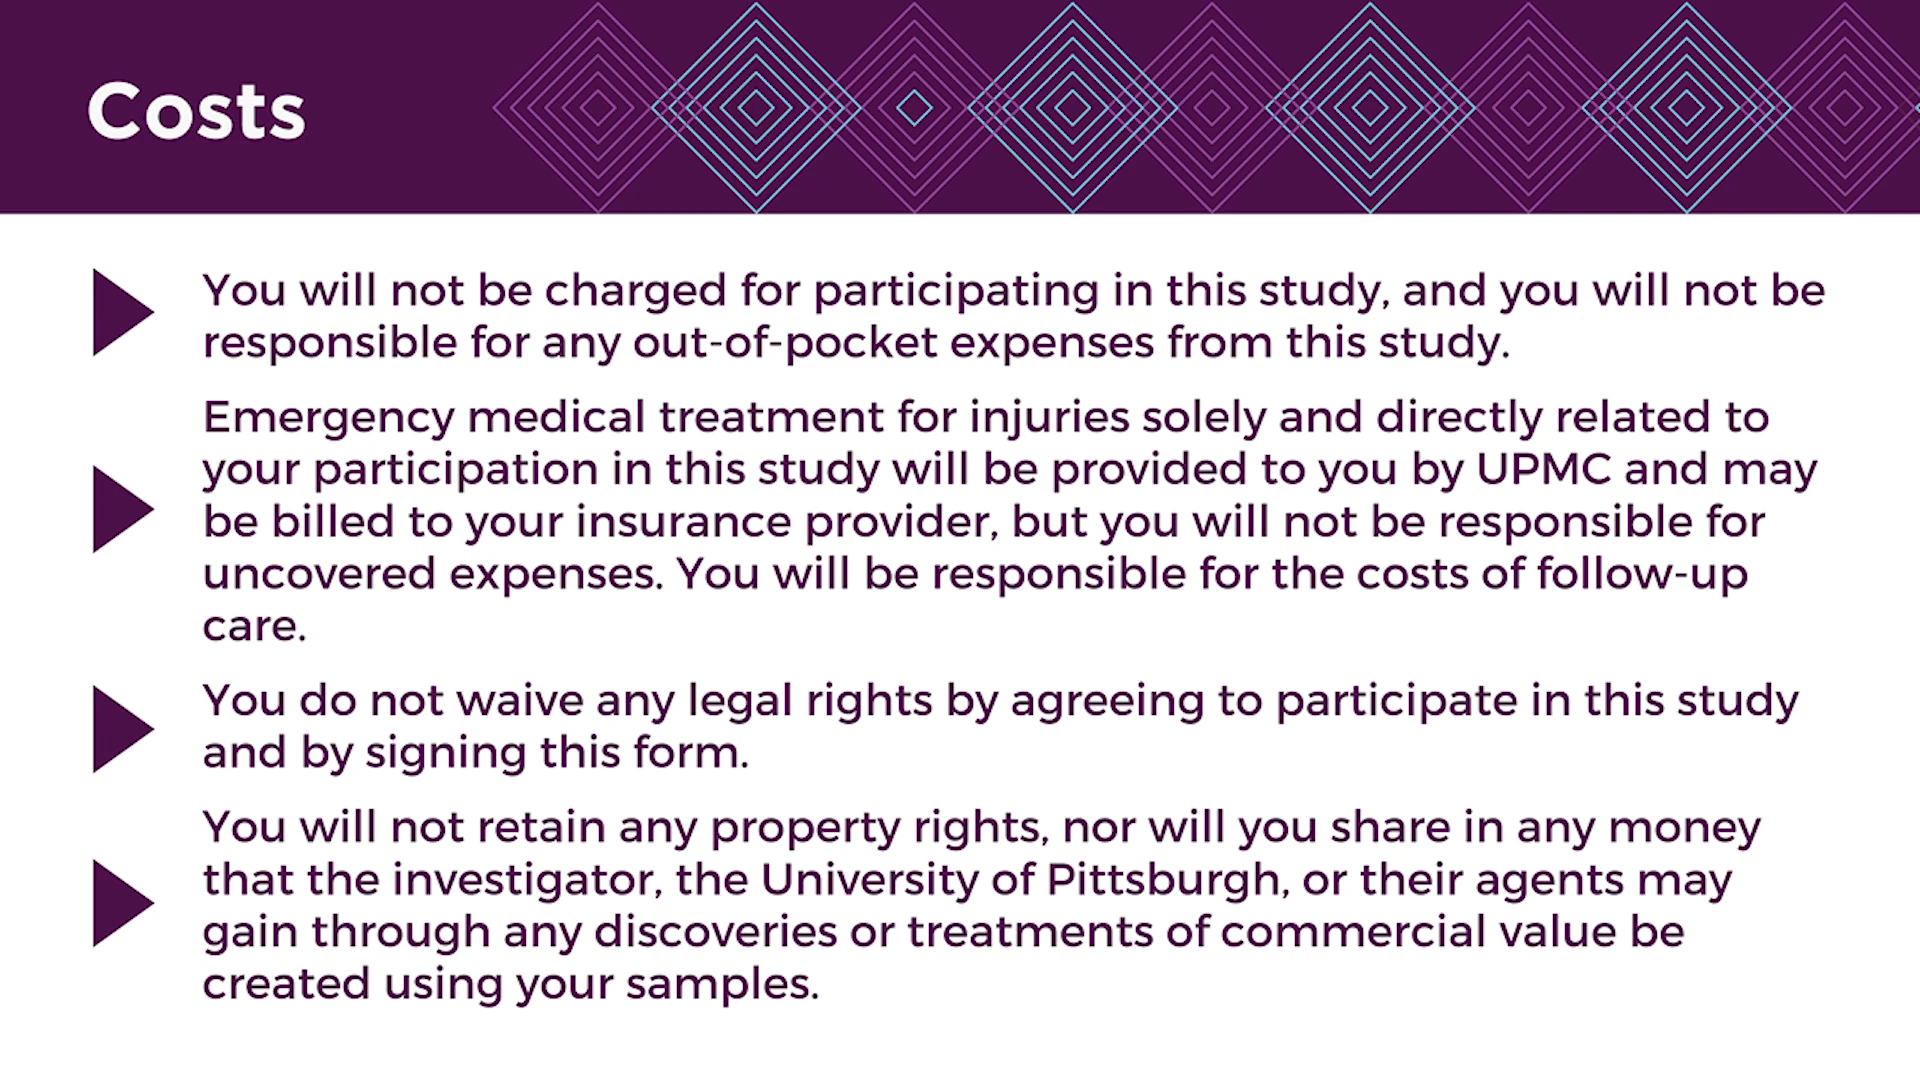 Costs
You will not be charged for participating in this study, and you will not be
responsible for any out-of-pocket expenses from this study.
Emergency medical treatment for injuries solely and directly related to
your participation in this study will be provided to you by UPMC and may
be billed to your insurance provider, but you will not be responsible for
uncovered expenses. You will be responsible for the costs of follow-up
care.
You do not waive any legal rights by agreeing to participate in this study
and by signing this form.
You will not retain any property rights, nor will you share in any money
that the investigator, the University of Pittsburgh, or their agents may
gain through any discoveries or treatments of commercial value be
created using your samples.